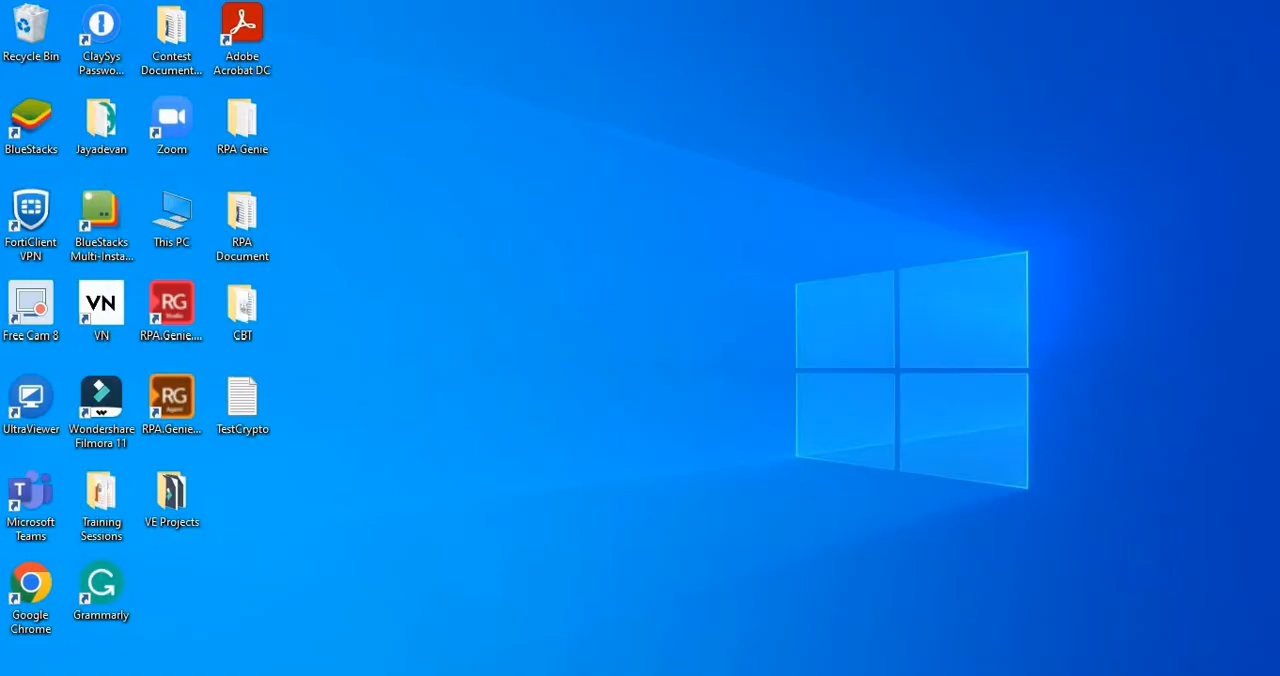 Recycle Bin
ClaySys
Passwo...
Contest
Document...
Adobe
Acrobat DC
BlueStacks
Jayadevan
Zoom
RPA Genie
FortiClient
VPN
BlueStacks
Multi-Insta...
This PC
RPA
Document
Free Cam 8
VN
VN
RG
Studio
RPA.Genie....
CBT
UltraViewer
Wondershare
Filmora 11
RG
Agent
RPA.Genie...
TestCrypto
T
Microsoft
Teams
Training
Sessions
VE Projects
Google
Chrome
G
Grammarly